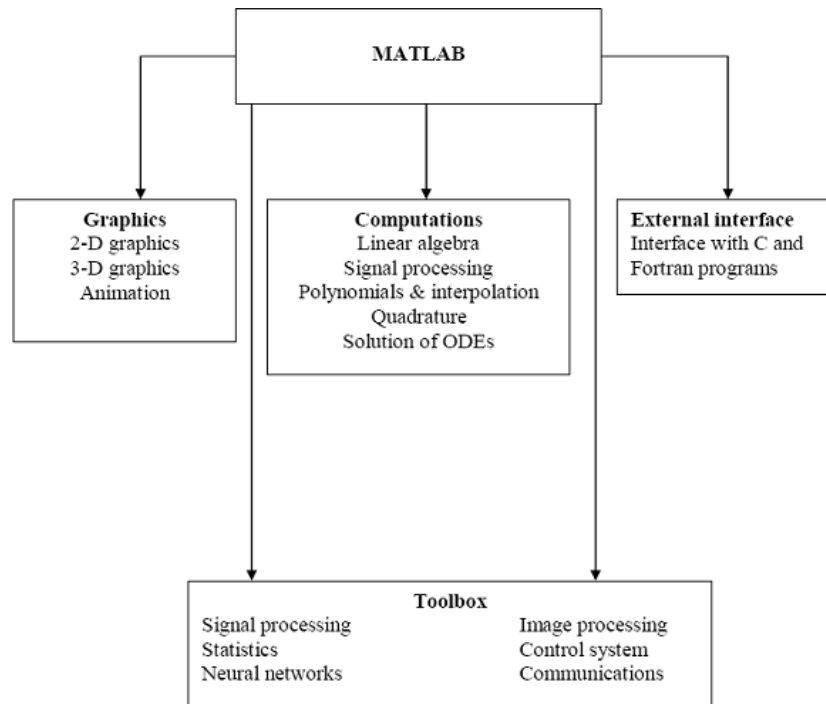 MATLAB
Graphics
2-D graphics
3-D graphics
Animation
Computations
Linear algebra
Signal processing
Polynomials & interpolation
Quadrature
Solution of ODEs
External interface
Interface with C and
Fortran programs
Toolbox
Signal processing
Statistics
Neural networks
Image processing
Control system
Communications